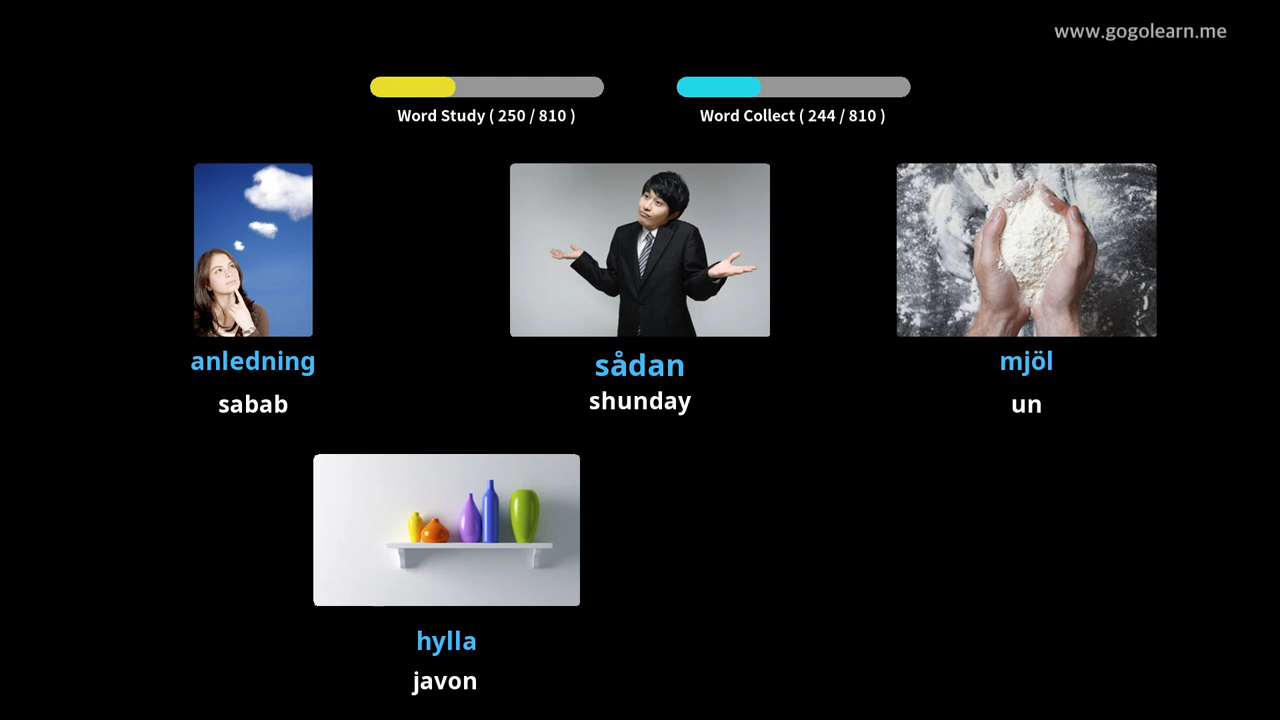 www.gogolearn.me
Word Study ( 250 / 810 )
Word Collect ( 244 / 810 )
anledning
sabab
sådan
shunday
mjöl
un
hylla
javon